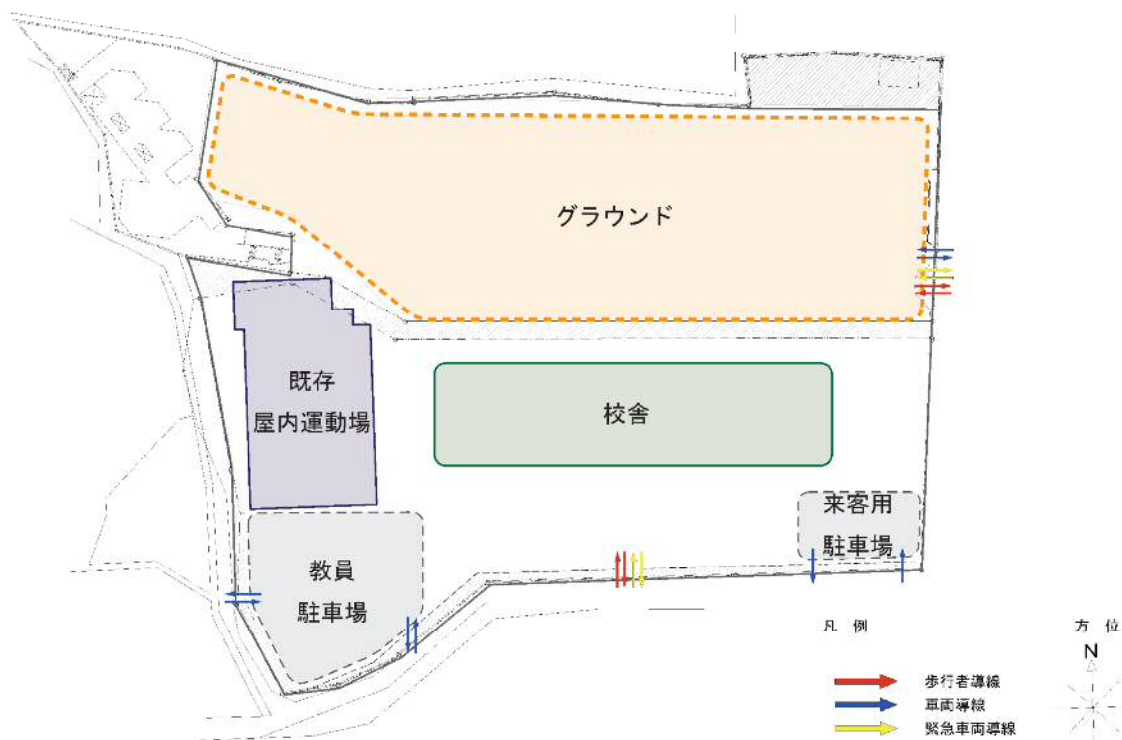 グラウンド
既存
屋内運動場
校舎
来客用
駐車場
教員
駐車場
凡 例
方 位
N
歩行者導線
車両導線
緊急車両導線